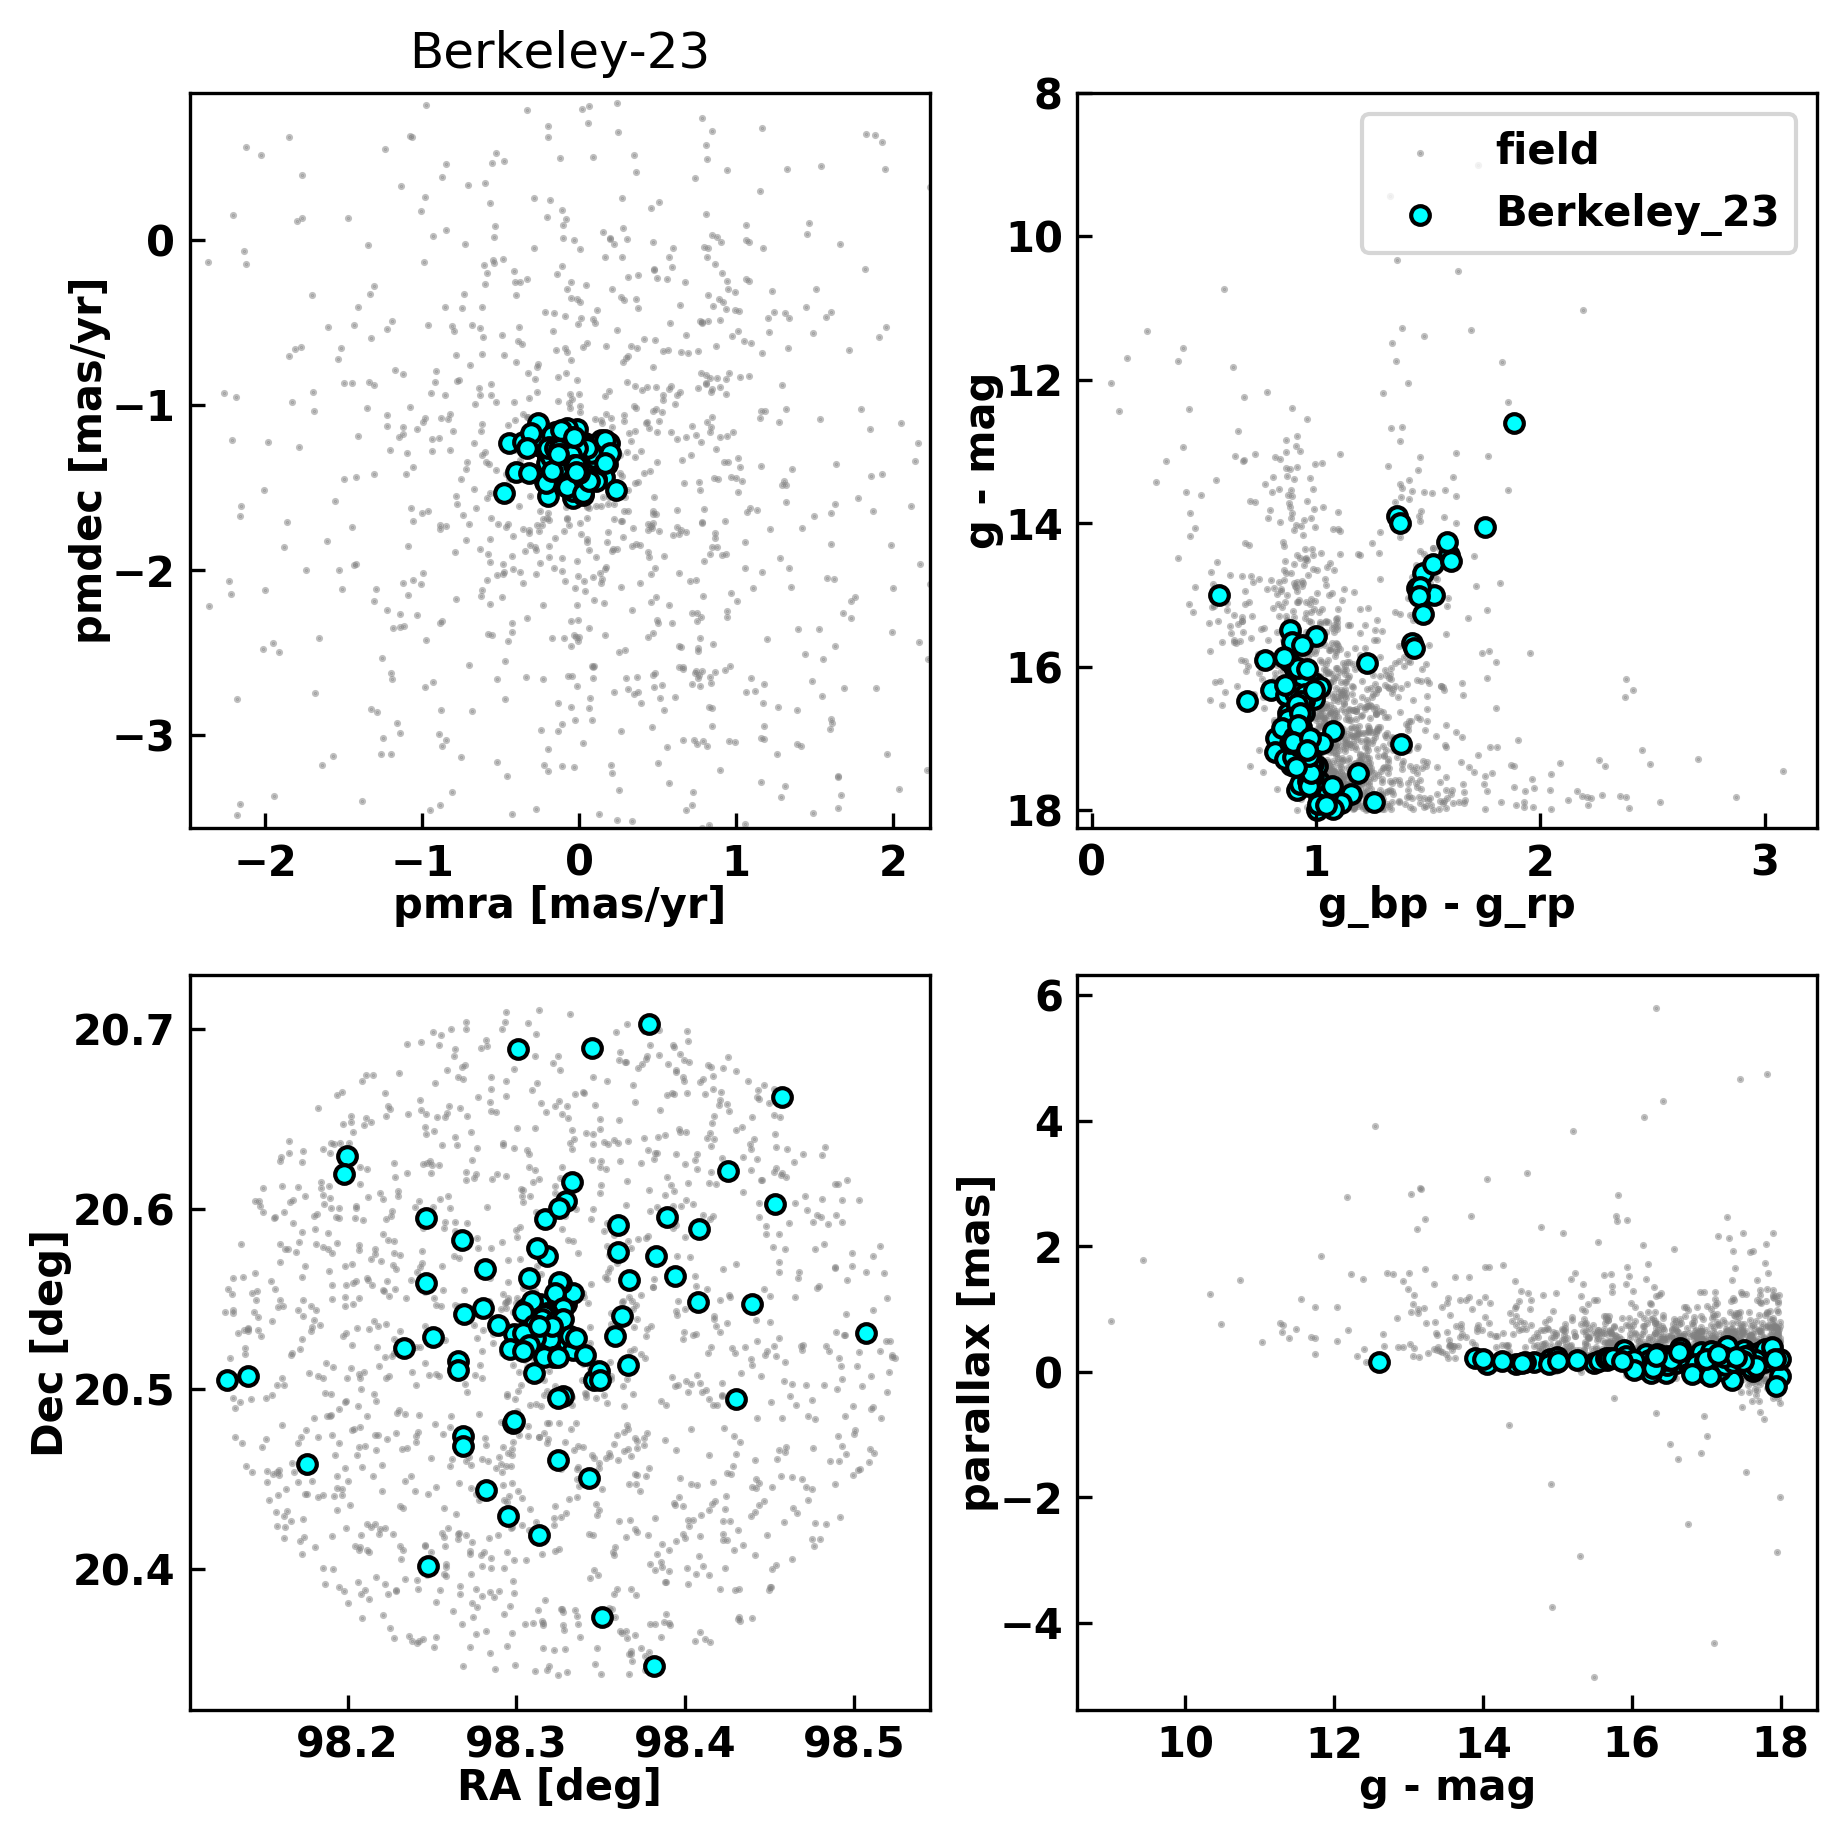 Berkeley-23
0
−1
−2
−3
pmdec [mas/yr]
−2 −1 0 1 2
pmra [mas/yr]
8
10
12
14
16
18
g - mag
field
Berkeley_23
0 1 2 3
g_bp - g_rp
20.7
20.6
20.5
20.4
Dec [deg]
98.2 98.3 98.4 98.5
RA [deg]
6
4
2
0
−2
−4
parallax [mas]
10 12 14 16 18
g - mag